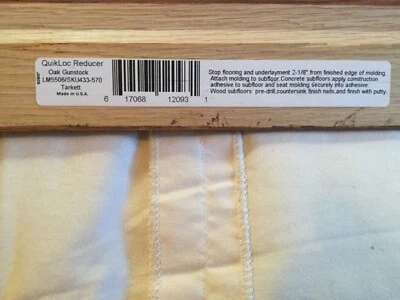 QuikLoc Reducer
Oak Gunstock
LM5506/SKU433-570
Tarkett
Made in U.S.A.
6 17068 12093 1
Stop flooring and underlayment 2-1/8" from finished edge of molding.
Attach molding to subfloor.Concrete subfloors apply construction
adhesive to subfloor and seat molding securely into adhesive
Wood subfloors: pre-drill,countersink finish nails,and finish with putty.